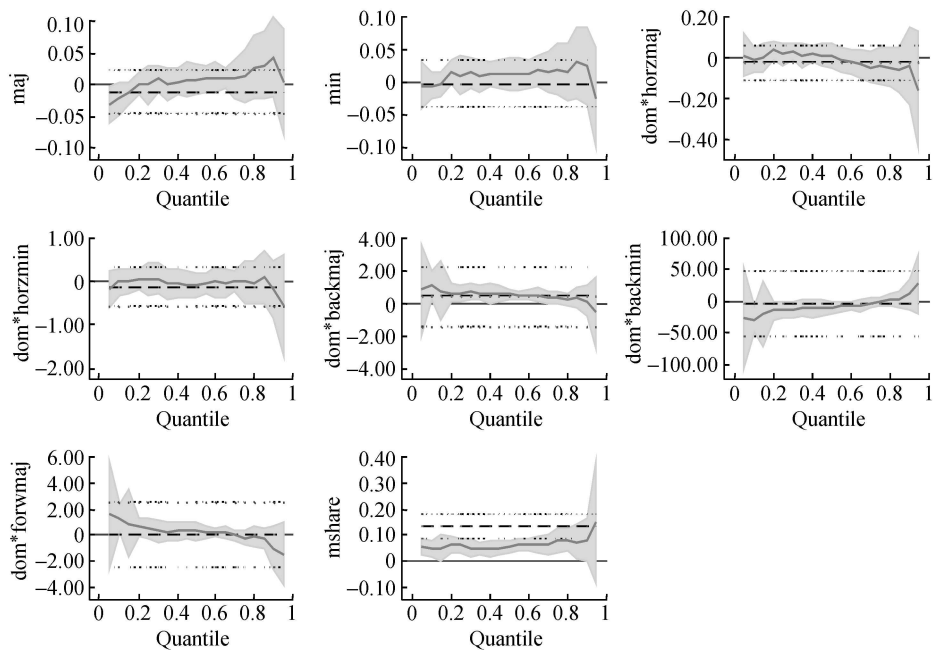 maj
0.10
0.05
0
−0.05
−0.10
0 0.2 0.4 0.6 0.8 1
Quantile
min
0.10
0.05
0
−0.05
−0.10
0 0.2 0.4 0.6 0.8 1
Quantile
dom*horzmaj
0.20
0
−0.20
−0.40
0 0.2 0.4 0.6 0.8 1
Quantile
dom*horzmin
1.00
0
−1.00
−2.00
0 0.2 0.4 0.6 0.8 1
Quantile
dom*backmaj
4.00
2.00
0
−2.00
−4.00
0 0.2 0.4 0.6 0.8 1
Quantile
dom*backmin
100.00
50.00
0
−50.00
−100.00
0 0.2 0.4 0.6 0.8 1
Quantile
dom*forwmaj
6.00
4.00
2.00
0
−2.00
−4.00
0 0.2 0.4 0.6 0.8 1
Quantile
mshare
0.40
0.30
0.20
0.10
0
−0.10
0 0.2 0.4 0.6 0.8 1
Quantile